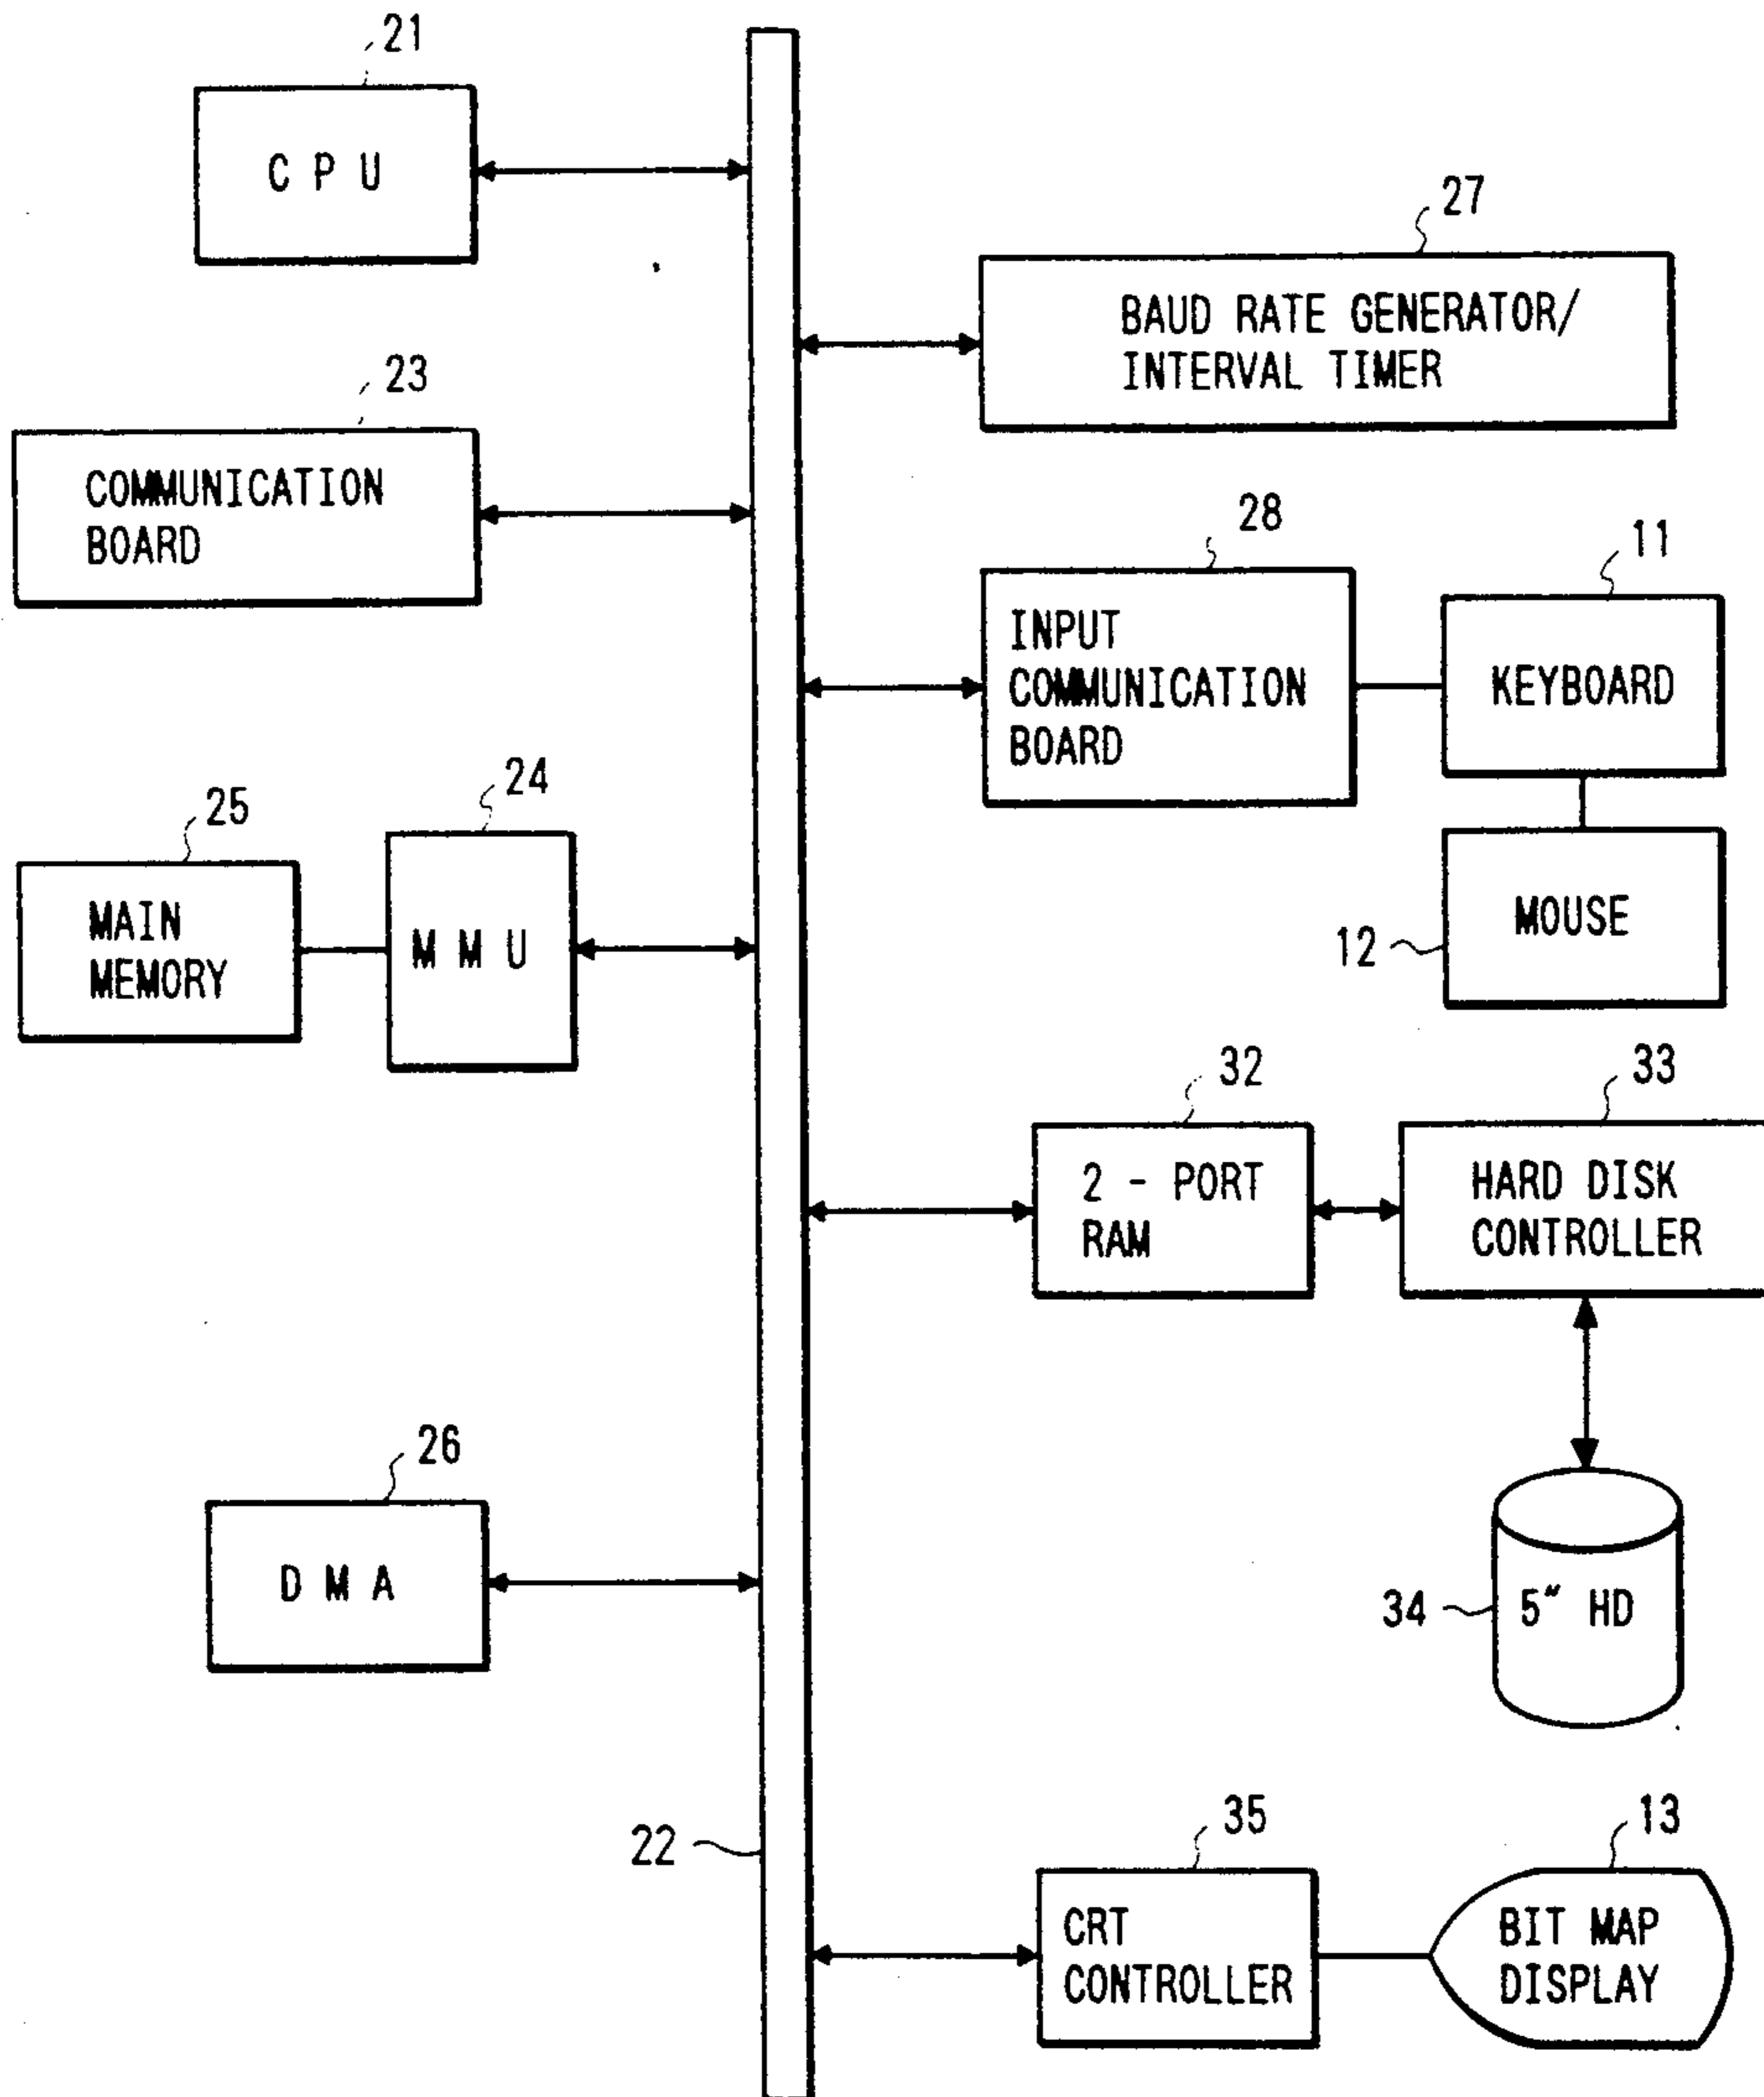 21
C P U
27
BAUD RATE GENERATOR/
INTERVAL TIMER
23
COMMUNICATION
BOARD
28
INPUT
COMMUNICATION
BOARD
11
KEYBOARD
12
MOUSE
25
MAIN
MEMORY
24
M M U
32
2 - PORT
RAM
33
HARD DISK
CONTROLLER
26
D M A
34
5" HD
22
35
CRT
CONTROLLER
13
BIT MAP
DISPLAY